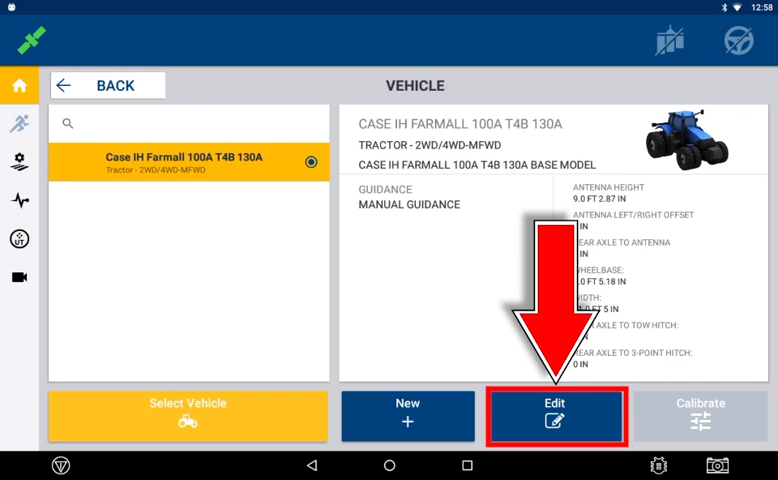 12:58
BACK
VEHICLE
Case IH Farmall 100A T4B 130A
Tractor - 2WD/4WD-MFWD
CASE IH FARMALL 100A T4B 130A
TRACTOR - 2WD/4WD-MFWD
CASE IH FARMALL 100A T4B 130A BASE MODEL
GUIDANCE
MANUAL GUIDANCE
ANTENNA HEIGHT
9.0 FT 2.87 IN
ANTENNA LEFT/RIGHT OFFSET
IN
AXLE TO ANTENNA
IN
WHEELBASE:
FT 5.18 IN
WIDTH:
FT 5 IN
AXLE TO TOW HITCH:
REAR AXLE TO 3-POINT HITCH:
0 IN
Select Vehicle
New
Edit
Calibrate
UT